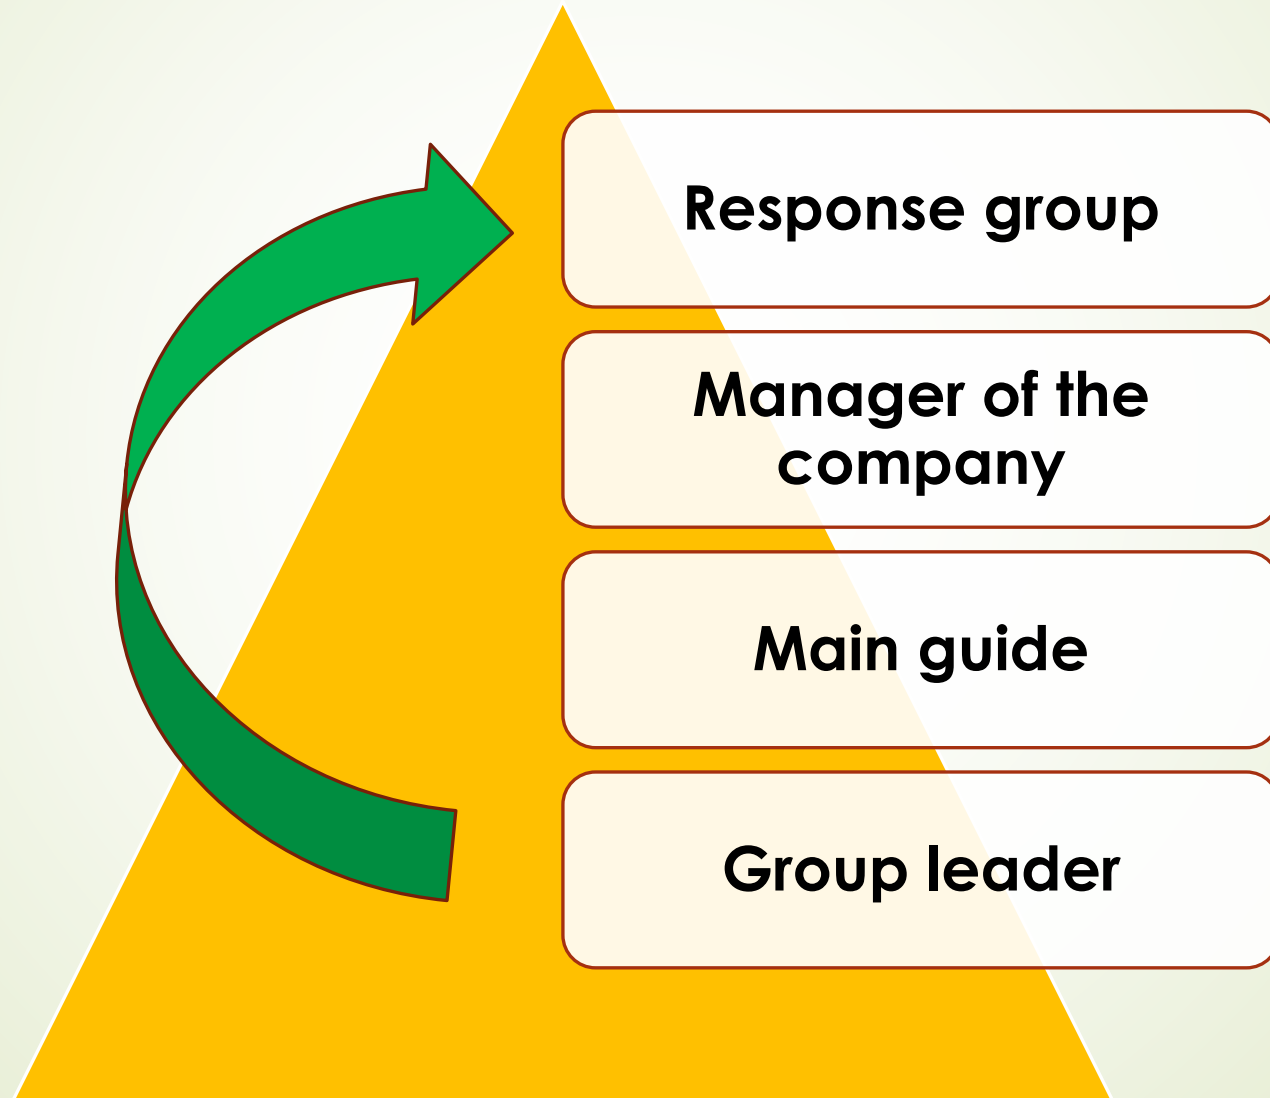 Response group
Manager of the
company
Main guide
Group leader